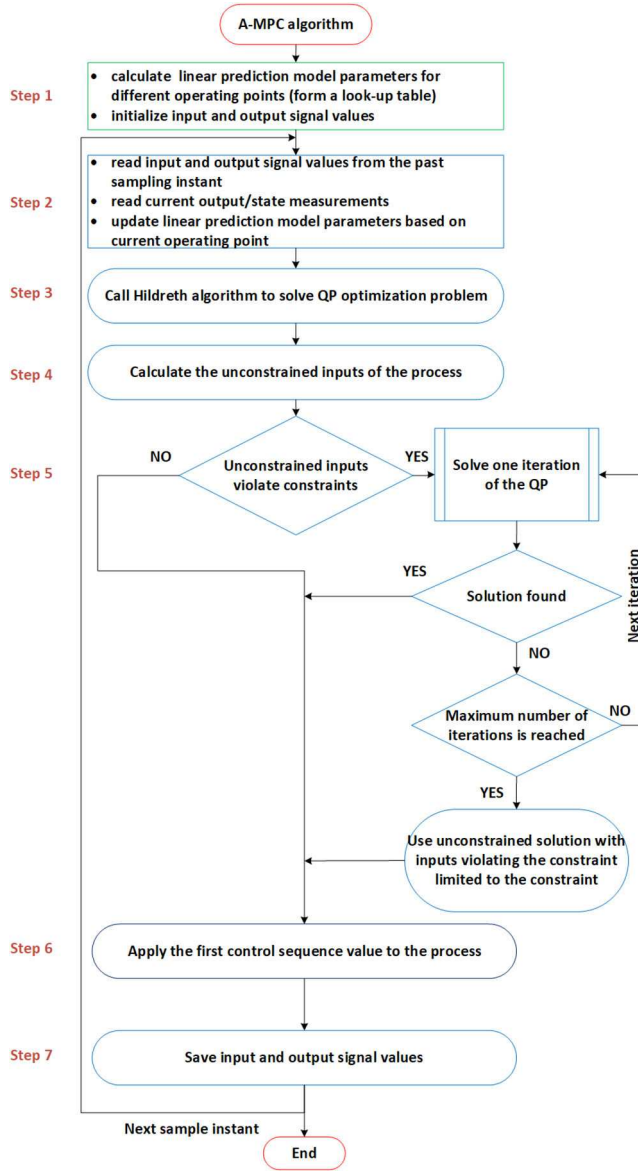 A-MPC algorithm
Step 1
• calculate linear prediction model parameters for
different operating points (form a look-up table)
• initialize input and output signal values
Step 2
• read input and output signal values from the past
sampling instant
• read current output/state measurements
• update linear prediction model parameters based on
current operating point
Step 3
Call Hildreth algorithm to solve QP optimization problem
Step 4
Calculate the unconstrained inputs of the process
Step 5
NO
Unconstrained inputs
violate constraints
YES
Solve one iteration
of the QP
YES
Solution found
Next iteration
NO
Maximum number of
iterations is reached
NO
YES
Use unconstrained solution with
inputs violating the constraint
limited to the constraint
Step 6
Apply the first control sequence value to the process
Step 7
Save input and output signal values
Next sample instant
End